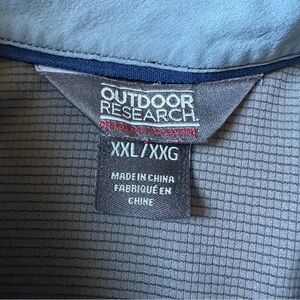 OUTDOOR
RESEARCH
XXL/XXG
MADE IN CHINA
FABRIQUÉ EN
CHINE